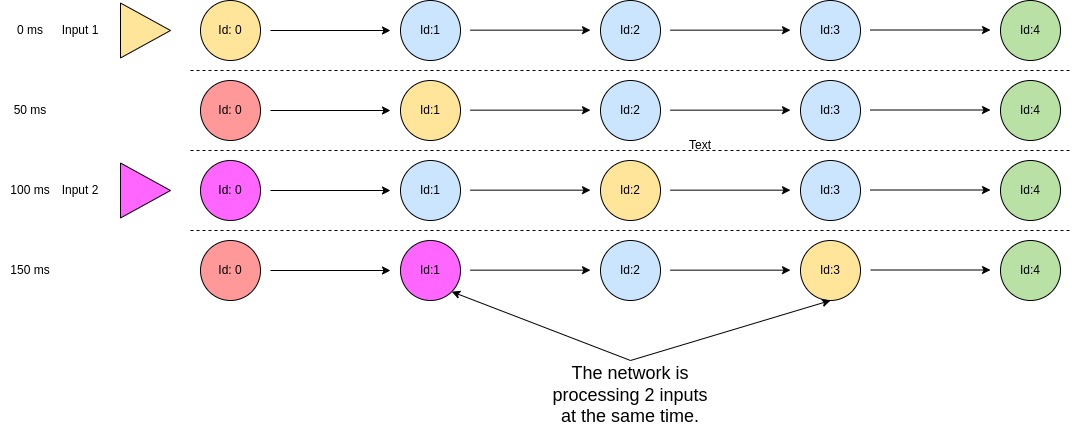 0 ms Input 1 Id: 0 Id:1 Id:2 Id:3 Id:4
50 ms Id: 0 Id:1 Id:2 Id:3 Id:4
Text
100 ms Input 2 Id: 0 Id:1 Id:2 Id:3 Id:4
150 ms Id: 0 Id:1 Id:2 Id:3 Id:4
The network is
processing 2 inputs
at the same time.